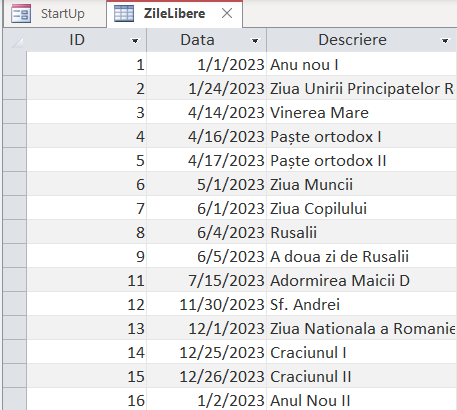 StartUp ZileLibere
ID Data Descriere
1 1/1/2023 Anu nou I
2 1/24/2023 Ziua Unirii Principatelor R
3 4/14/2023 Vinerea Mare
4 4/16/2023 Paște ortodox I
5 4/17/2023 Paște ortodox II
6 5/1/2023 Ziua Muncii
7 6/1/2023 Ziua Copilului
8 6/4/2023 Rusalii
9 6/5/2023 A doua zi de Rusalii
11 7/15/2023 Adormirea Maicii D
12 11/30/2023 Sf. Andrei
13 12/1/2023 Ziua Nationala a Romanie
14 12/25/2023 Craciunul I
15 12/26/2023 Craciunul II
16 1/2/2023 Anul Nou II